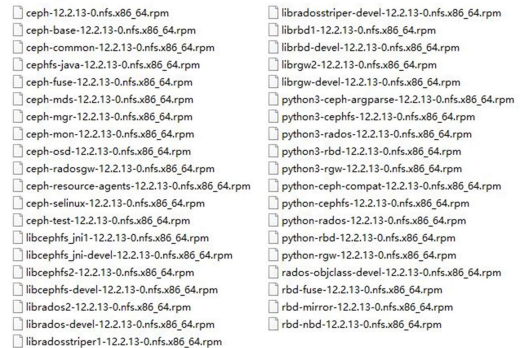 ceph-12.2.13-0.nfs.x86_64.rpm
ceph-base-12.2.13-0.nfs.x86_64.rpm
ceph-common-12.2.13-0.nfs.x86_64.rpm
cephfs-java-12.2.13-0.nfs.x86_64.rpm
ceph-fuse-12.2.13-0.nfs.x86_64.rpm
ceph-mds-12.2.13-0.nfs.x86_64.rpm
ceph-mgr-12.2.13-0.nfs.x86_64.rpm
ceph-mon-12.2.13-0.nfs.x86_64.rpm
ceph-osd-12.2.13-0.nfs.x86_64.rpm
ceph-radosgw-12.2.13-0.nfs.x86_64.rpm
ceph-resource-agents-12.2.13-0.nfs.x86_64.rpm
ceph-selinux-12.2.13-0.nfs.x86_64.rpm
ceph-test-12.2.13-0.nfs.x86_64.rpm
libcephfs_jni1-12.2.13-0.nfs.x86_64.rpm
libcephfs_jni-devel-12.2.13-0.nfs.x86_64.rpm
libcephfs2-12.2.13-0.nfs.x86_64.rpm
libcephfs-devel-12.2.13-0.nfs.x86_64.rpm
librados2-12.2.13-0.nfs.x86_64.rpm
librados-devel-12.2.13-0.nfs.x86_64.rpm
libradosstriper1-12.2.13-0.nfs.x86_64.rpm
libradosstriper-devel-12.2.13-0.nfs.x86_64.rpm
librbd1-12.2.13-0.nfs.x86_64.rpm
librbd-devel-12.2.13-0.nfs.x86_64.rpm
librgw2-12.2.13-0.nfs.x86_64.rpm
librgw-devel-12.2.13-0.nfs.x86_64.rpm
python3-ceph-argparse-12.2.13-0.nfs.x86_64.rpm
python3-cephfs-12.2.13-0.nfs.x86_64.rpm
python3-rados-12.2.13-0.nfs.x86_64.rpm
python3-rbd-12.2.13-0.nfs.x86_64.rpm
python3-rgw-12.2.13-0.nfs.x86_64.rpm
python-ceph-compat-12.2.13-0.nfs.x86_64.rpm
python-cephfs-12.2.13-0.nfs.x86_64.rpm
python-rados-12.2.13-0.nfs.x86_64.rpm
python-rbd-12.2.13-0.nfs.x86_64.rpm
python-rgw-12.2.13-0.nfs.x86_64.rpm
rados-objclass-devel-12.2.13-0.nfs.x86_64.rpm
rbd-fuse-12.2.13-0.nfs.x86_64.rpm
rbd-mirror-12.2.13-0.nfs.x86_64.rpm
rbd-nbd-12.2.13-0.nfs.x86_64.rpm